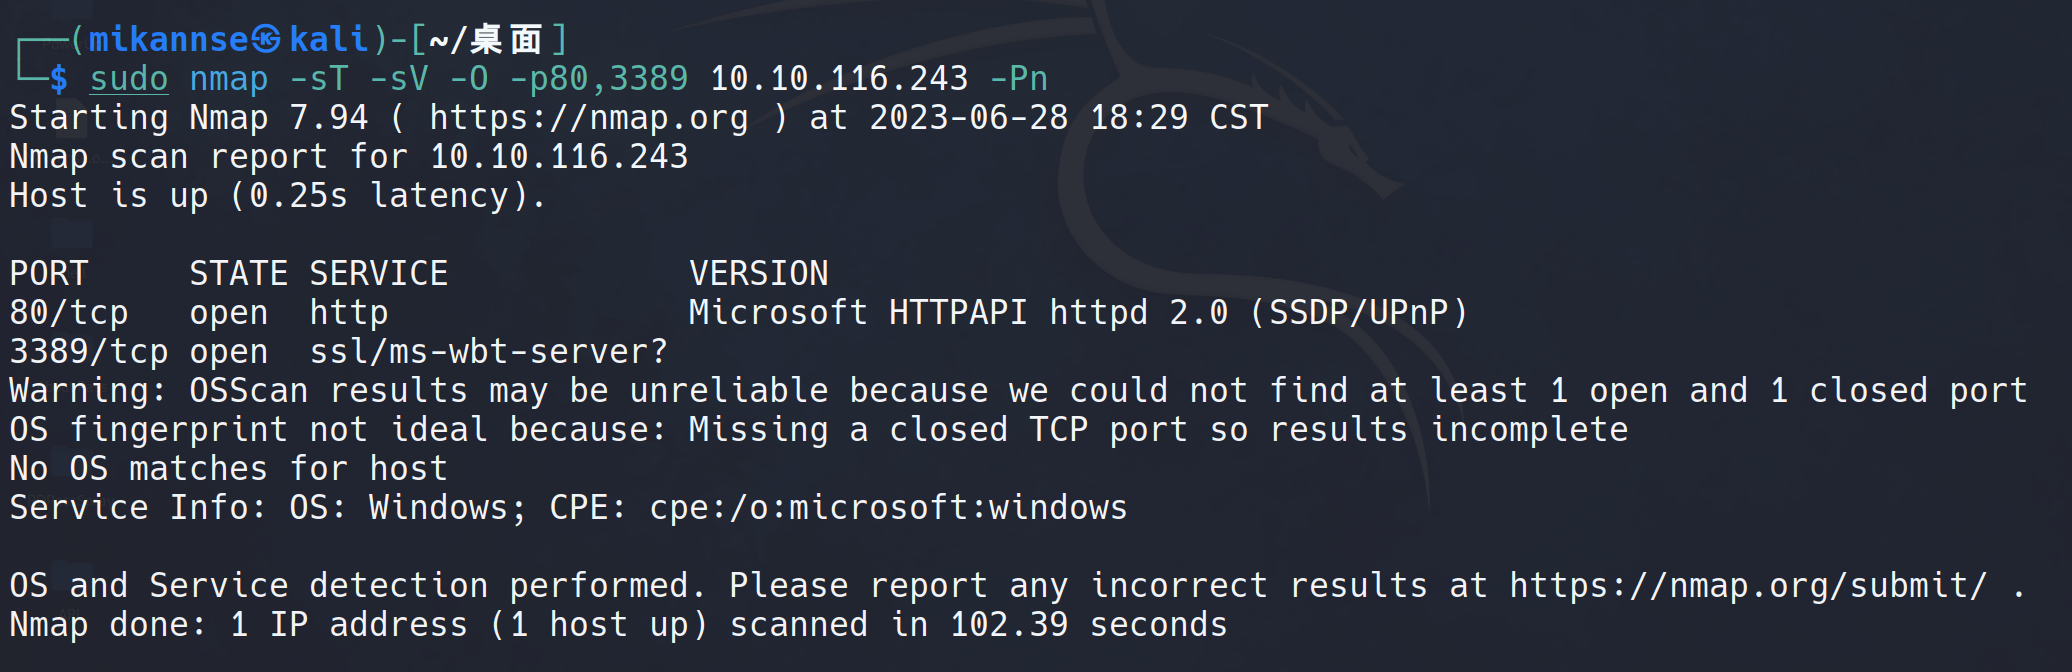 ┌──(mikannse㉿kali)-[~/桌面]
└─$ sudo nmap -sT -sV -O -p80,3389 10.10.116.243 -Pn
Starting Nmap 7.94 ( https://nmap.org ) at 2023-06-28 18:29 CST
Nmap scan report for 10.10.116.243
Host is up (0.25s latency).
PORT     STATE SERVICE            VERSION
80/tcp   open  http               Microsoft HTTPAPI httpd 2.0 (SSDP/UPnP)
3389/tcp open  ssl/ms-wbt-server?
Warning: OSScan results may be unreliable because we could not find at least 1 open and 1 closed port
OS fingerprint not ideal because: Missing a closed TCP port so results incomplete
No OS matches for host
Service Info: OS: Windows; CPE: cpe:/o:microsoft:windows
OS and Service detection performed. Please report any incorrect results at https://nmap.org/submit/ .
Nmap done: 1 IP address (1 host up) scanned in 102.39 seconds